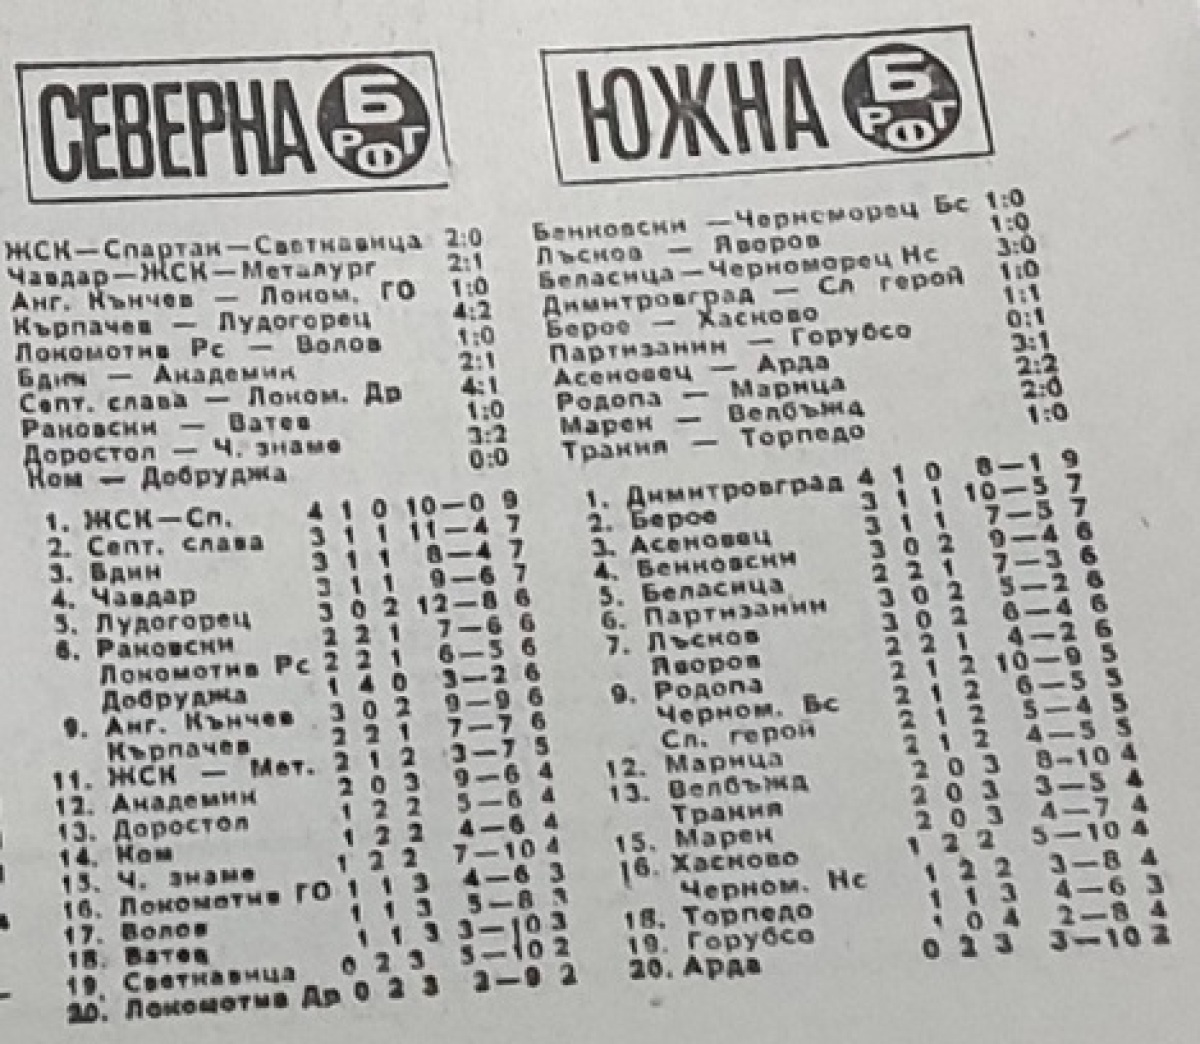 СЕВЕРНА Б РФГ
ЖСК—Спартак—Светкавица 2:0
Чавдар—ЖСК—Металург 2:1
Анг. Кънчев — Локом. ГО 1:0
Кърпачев — Лудогорец 4:2
Локомотив Рс — Волов 1:0
Бдин — Академик 2:1
Септ. слава — Локом. Др 4:1
Раковски — Ватев 1:0
Доростол — Ч. знаме 3:2
Ком — Добруджа 0:0
1. ЖСК—Сп. 4 1 0 10—0 9
2. Септ. слава 3 1 1 11—4 7
3. Бдин 3 1 1 8—4 7
4. Чавдар 3 1 1 9—6 7
5. Лудогорец 3 0 2 12—8 6
6. Раковски 2 2 1 7—6 6
Локомотив Рс 2 2 1 6—5 6
Добруджа 1 4 0 3—2 6
9. Анг. Кънчев 3 0 2 9—9 6
Кърпачев 2 2 1 7—7 6
11. ЖСК — Мет. 2 1 2 3—7 5
12. Академик 2 0 3 9—6 4
13. Доростол 1 2 2 5—6 4
14. Ком 1 2 2 4—6 4
15. Ч. знаме 1 2 2 7—10 4
16. Локомотив ГО 1 1 3 4—6 3
17. Волов 1 1 3 5—8 3
18. Ватев 1 1 3 3—10 3
19. Светкавица 0 2 3 5—10 2
20. Локомотив Др 0 2 3 2—9 2
ЮЖНА Б РФГ
Бенковски —Черноморец Бс 1:0
Лъсков — Яворов 1:0
Беласица—Черноморец Нс 3:0
Димитровград — Сл герой 1:0
Берое — Хасково 1:1
Партизанин — Горубсо 0:1
Асеновец — Арда 3:1
Родопа — Марица 2:2
Марек — Велбъжд 2:0
Тракия — Торпедо 1:0
1. Димитровград 4 1 0 8—1 9
2. Берое 3 1 1 10—5 7
3. Асеновец 3 1 1 7—5 7
4. Бенковски 3 0 2 9—4 6
5. Беласица 2 2 1 7—3 6
6. Партизанин 3 0 2 5—2 6
7. Лъсков 3 0 2 6—4 6
Яворов 2 2 1 4—2 6
9. Родопа 2 1 2 10—9 5
Черном. Бс 2 1 2 6—5 5
Сл. герой 2 1 2 5—4 5
12. Марица 2 1 2 4—5 5
13. Велбъжд 2 0 3 8—10 4
Тракия 2 0 3 3—5 4
15. Марек 2 0 3 4—7 4
16. Хасково 1 2 2 5—10 4
Черном. Нс 1 2 2 3—8 4
18. Торпедо 1 1 3 4—6 3
19. Горубсо 1 0 4 2—8 4
20. Арда 0 2 3 3—10 2